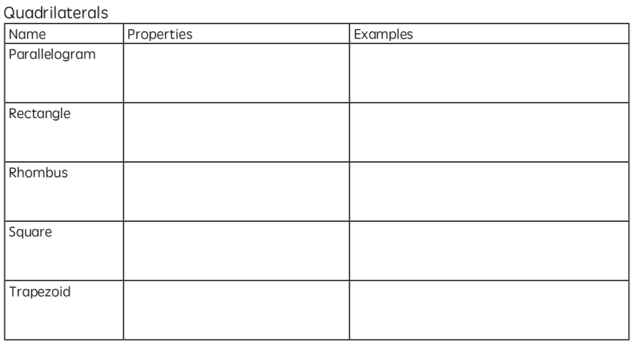 Quadrilaterals
Name Properties Examples
Parallelogram
Rectangle
Rhombus
Square
Trapezoid